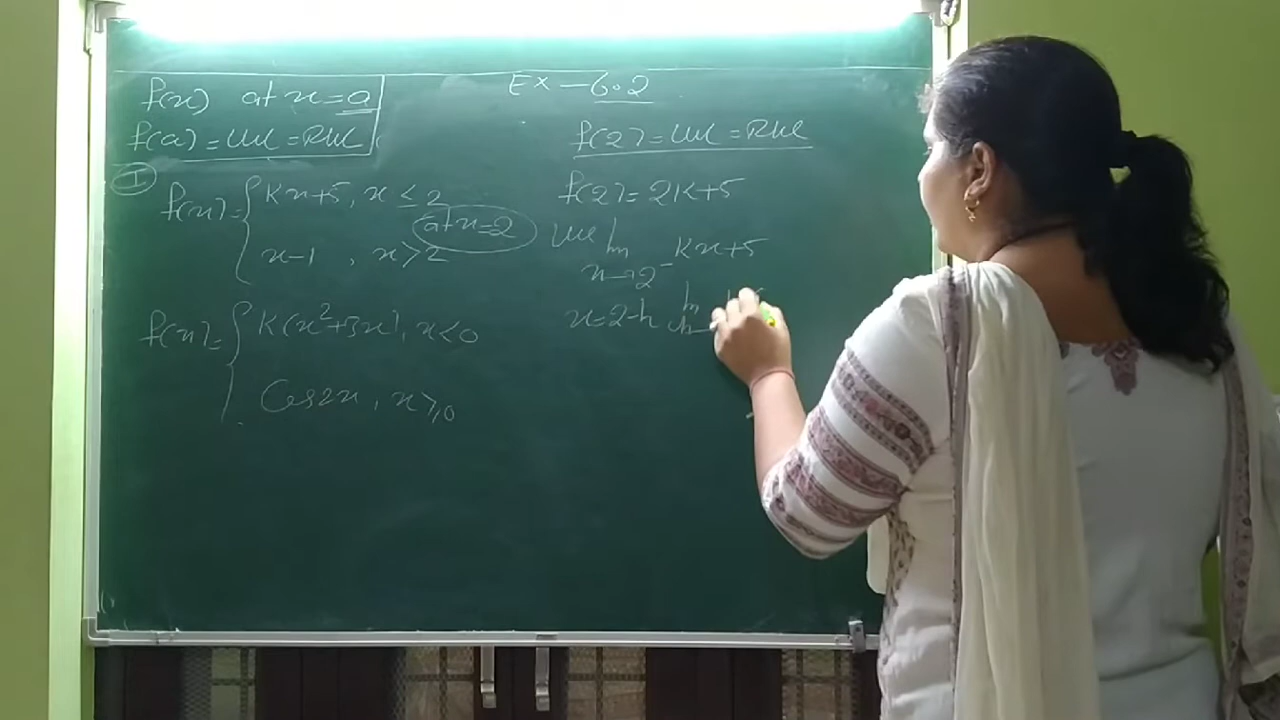 f(x) at x=a
f(a) = LHL = RHL
Ex - 6.2
① f(x)= { Kx+5, x ≤ 2
at x=2
x-1 , x>2
f(x)= { K(x²+3x), x<0
Cos2x, x≥0
f(2) = LHL = RHL
f(2) = 2K+5
LHL lim x→2⁻ Kx+5
x=2-h lim h→